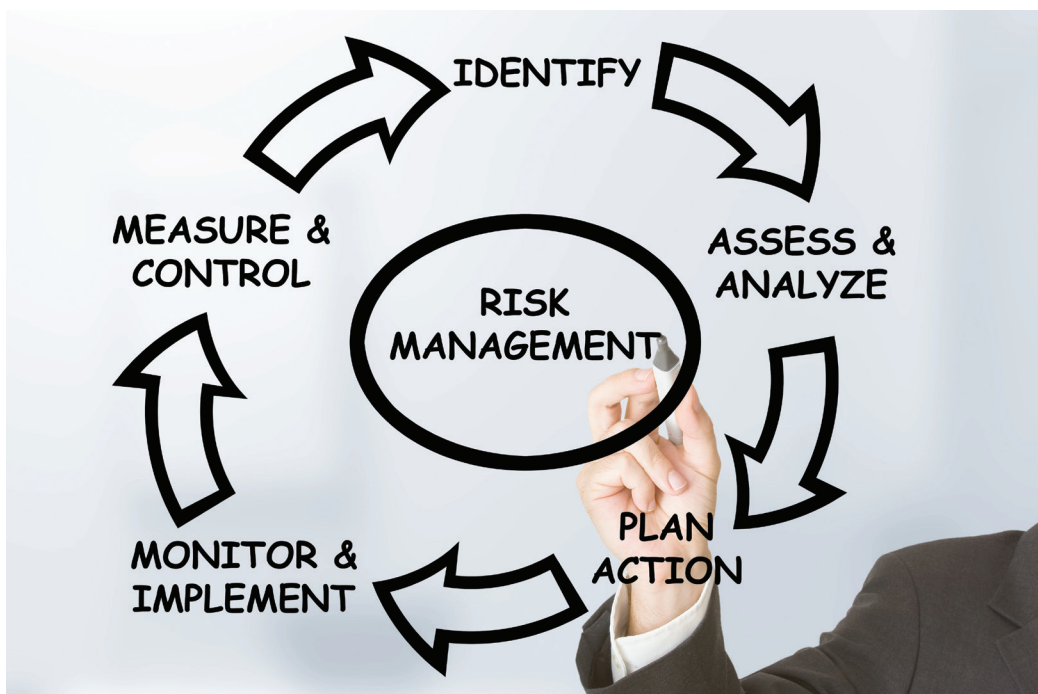 IDENTIFY
ASSESS &
ANALYZE
PLAN
ACTION
MONITOR &
IMPLEMENT
MEASURE &
CONTROL
RISK
MANAGEMENT